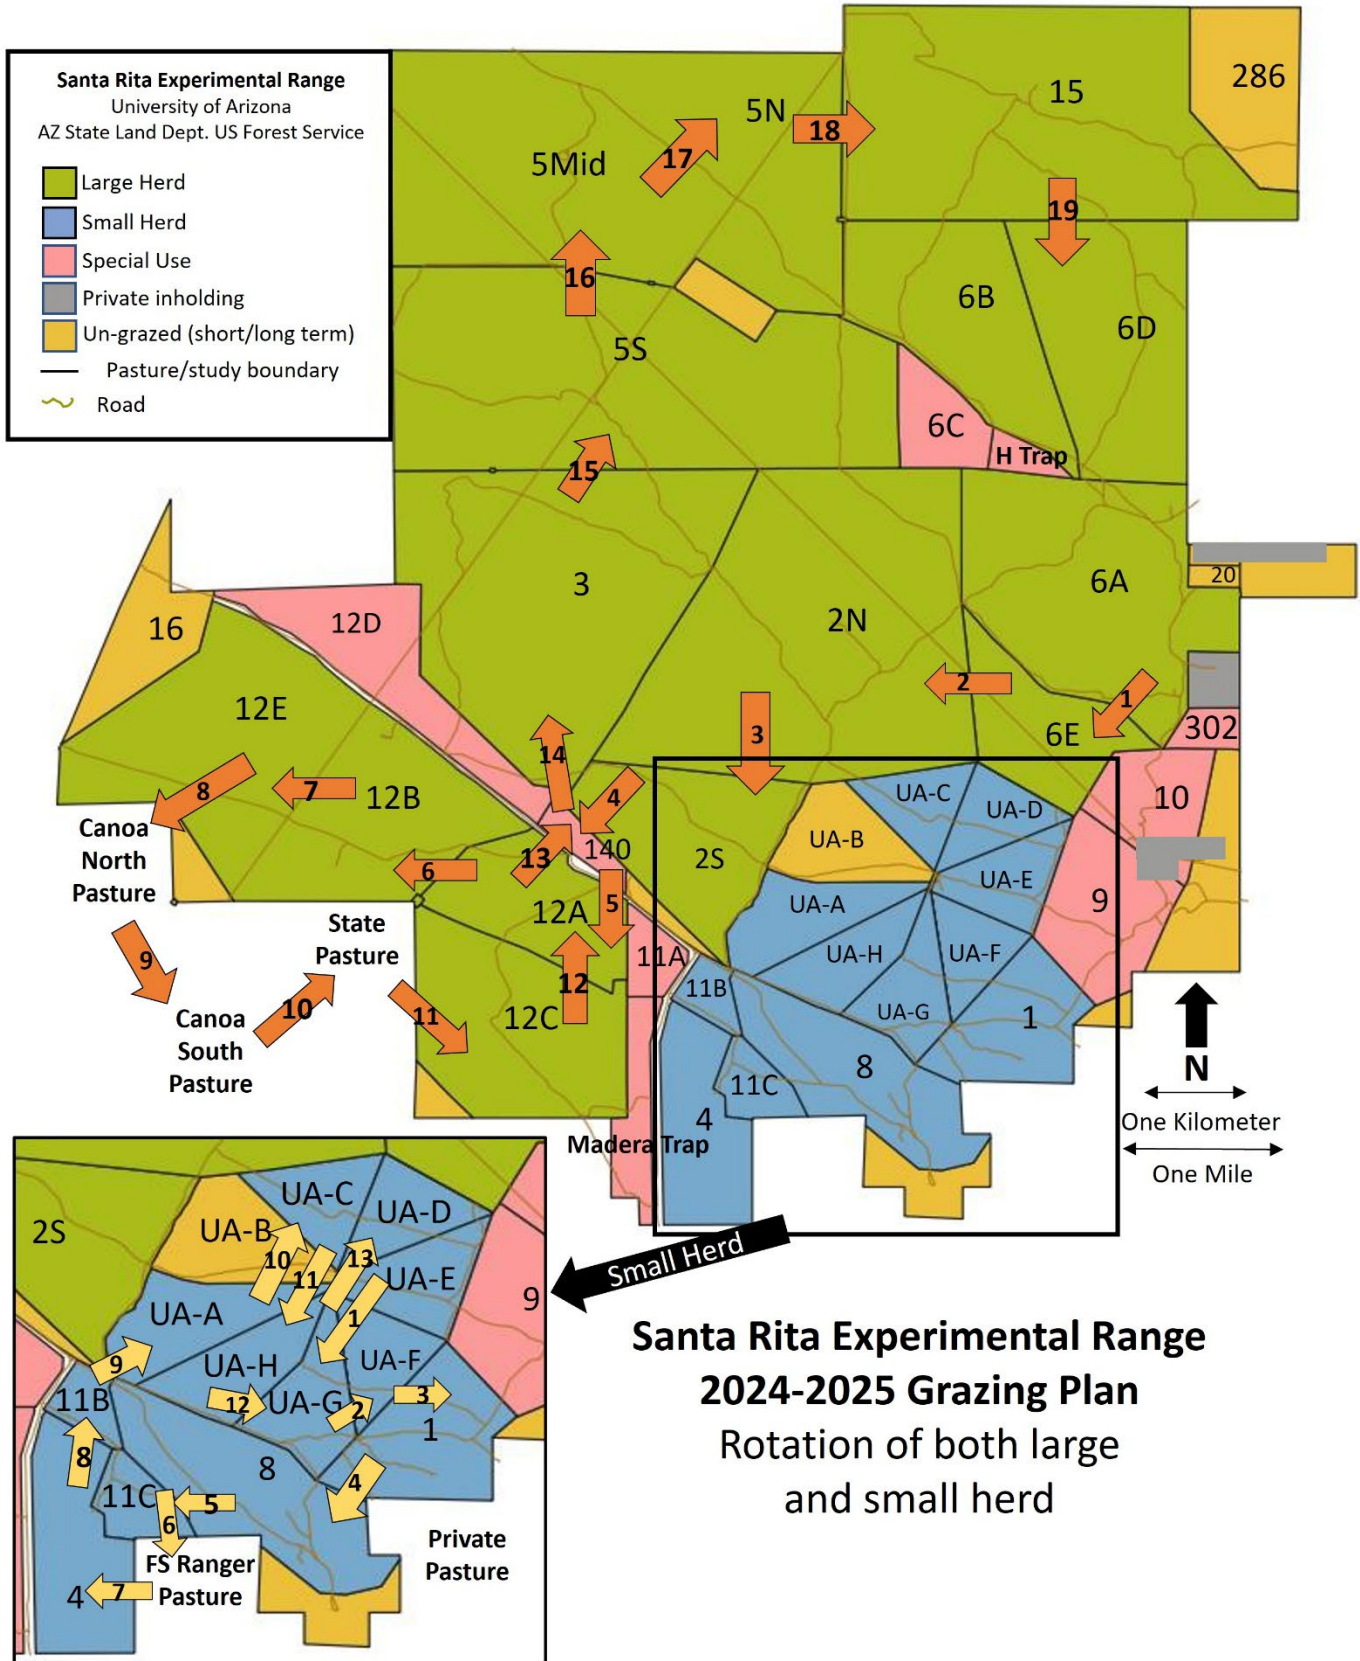 Santa Rita Experimental Range
University of Arizona
AZ State Land Dept. US Forest Service
Large Herd
Small Herd
Special Use
Private inholding
Un-grazed (short/long term)
Pasture/study boundary
Road
286
15
5N
18
5Mid
17
19
16
6B
6D
5S
6C
H Trap
15
3
6A
20
16
12D
2N
12E
2
1
302
6E
3
14
4
8
7
12B
10
UA-C
UA-D
UA-B
Canoa
North
Pasture
13
140
2S
6
UA-E
UA-A
9
5
12A
State
Pasture
11A
UA-H
UA-F
9
12
11B
10
11
12C
UA-G
1
Canoa
South
Pasture
8
11C
N
4
One Kilometer
Madera Trap
One Mile
UA-C
UA-D
2S
UA-B
10
11
13
UA-E
9
UA-A
1
9
UA-H
UA-F
11B
12
UA-G
2
3
1
8
8
4
11C
5
6
FS Ranger
Pasture
Private
Pasture
4
7
Small Herd
Santa Rita Experimental Range
2024-2025 Grazing Plan
Rotation of both large
and small herd